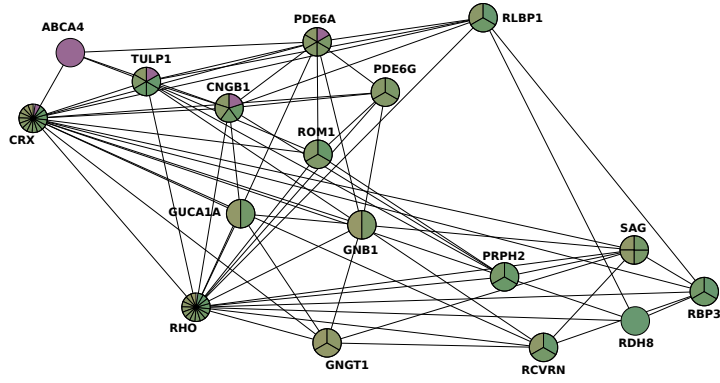 PDE6A
RLBP1
ABCA4
TULP1
PDE6G
CNGB1
CRX
ROM1
GUCA1A
SAG
GNB1
PRPH2
RBP3
RHO
RDH8
GNGT1
RCVRN